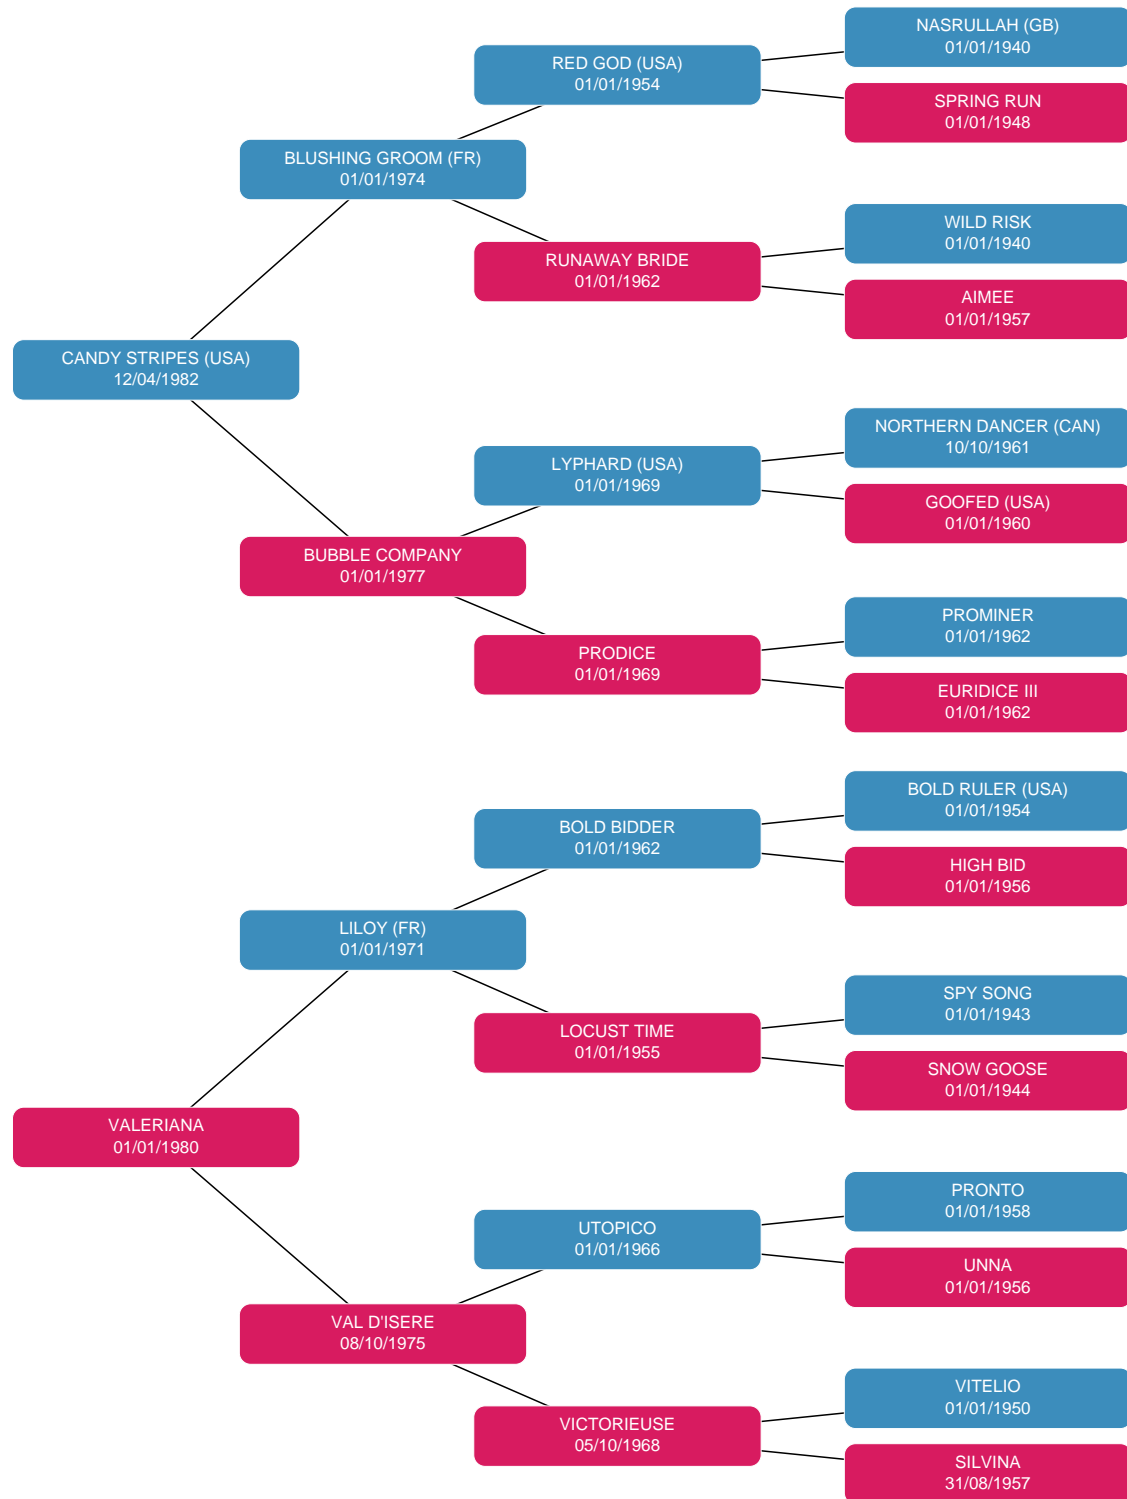 NASRULLAH (GB)
01/01/1940
RED GOD (USA)
01/01/1954
SPRING RUN
01/01/1948
BLUSHING GROOM (FR)
01/01/1974
WILD RISK
01/01/1940
RUNAWAY BRIDE
01/01/1962
AIMEE
01/01/1957
CANDY STRIPES (USA)
12/04/1982
NORTHERN DANCER (CAN)
10/10/1961
LYPHARD (USA)
01/01/1969
GOOFED (USA)
01/01/1960
BUBBLE COMPANY
01/01/1977
PROMINER
01/01/1962
PRODICE
01/01/1969
EURIDICE III
01/01/1962
BOLD RULER (USA)
01/01/1954
BOLD BIDDER
01/01/1962
HIGH BID
01/01/1956
LILOY (FR)
01/01/1971
SPY SONG
01/01/1943
LOCUST TIME
01/01/1955
SNOW GOOSE
01/01/1944
VALERIANA
01/01/1980
PRONTO
01/01/1958
UTOPICO
01/01/1966
UNNA
01/01/1956
VAL D'ISERE
08/10/1975
VITELIO
01/01/1950
VICTORIEUSE
05/10/1968
SILVINA
31/08/1957